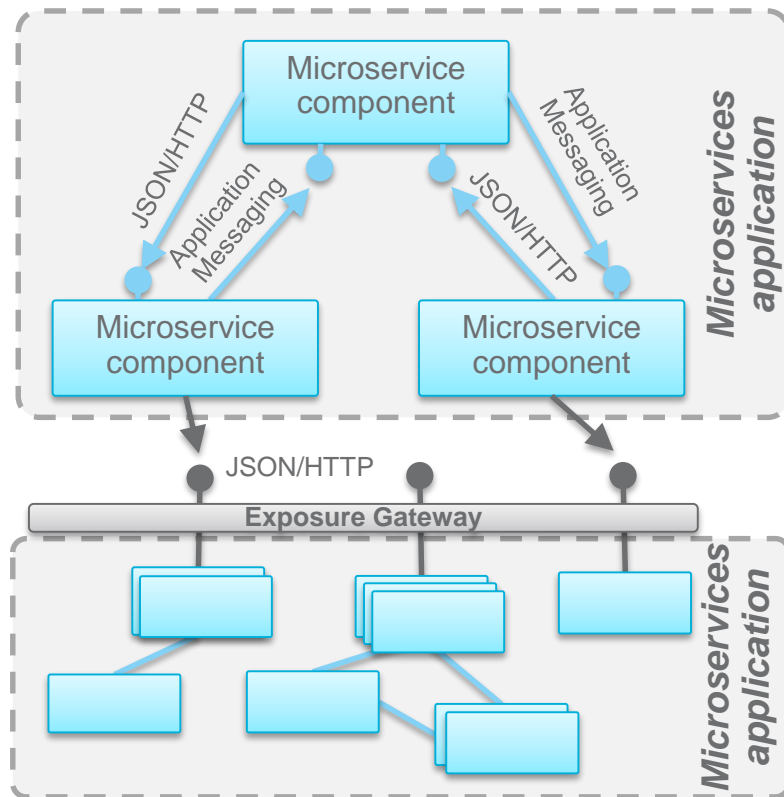 Microservice
component
JSON/HTTP
Application
Messaging
JSON/HTTP
Application
Messaging
Microservices
application
Microservice
component
Microservice
component
JSON/HTTP
Exposure Gateway
Microservices
application